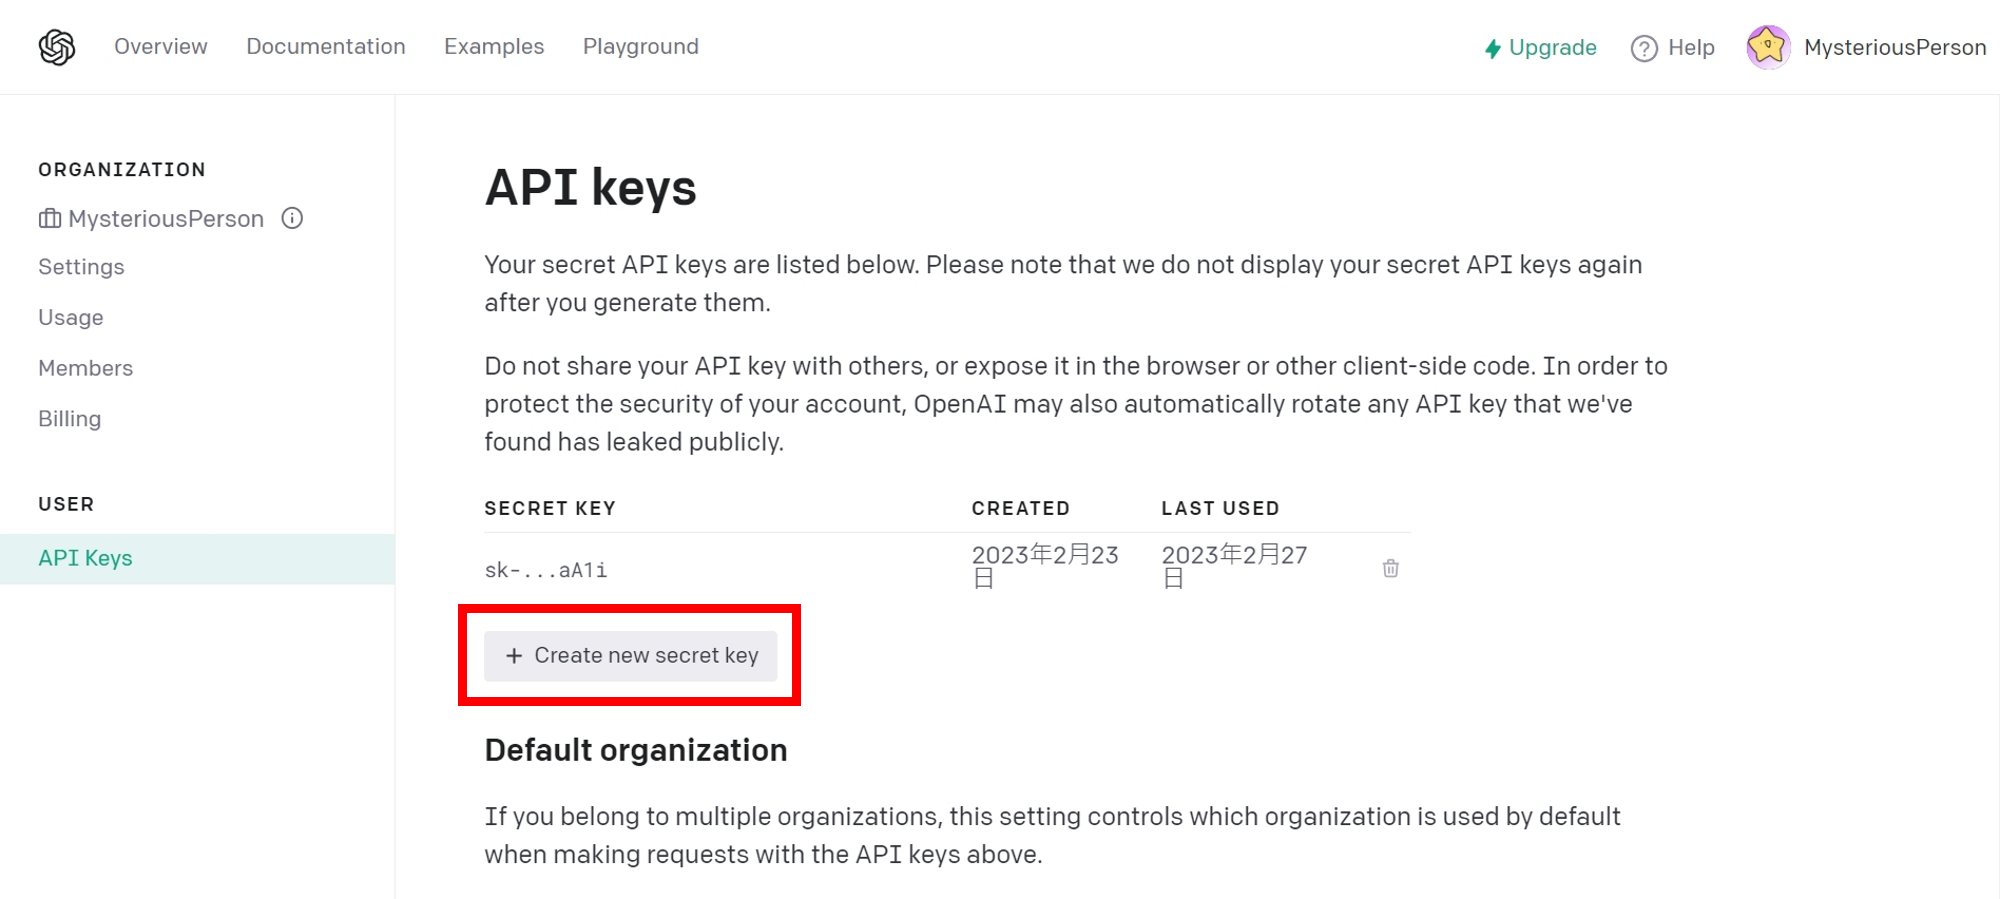 Overview Documentation Examples Playground Upgrade Help MysteriousPerson
ORGANIZATION
MysteriousPerson
Settings
Usage
Members
Billing
USER
API Keys
API keys
Your secret API keys are listed below. Please note that we do not display your secret API keys again
after you generate them.
Do not share your API key with others, or expose it in the browser or other client-side code. In order to
protect the security of your account, OpenAI may also automatically rotate any API key that we've
found has leaked publicly.
SECRET KEY CREATED LAST USED
sk-...aA1i 2023年2月23日 2023年2月27日
+ Create new secret key
Default organization
If you belong to multiple organizations, this setting controls which organization is used by default
when making requests with the API keys above.